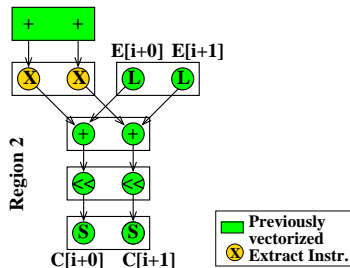 + +
E[i+0] E[i+1]
X X L L
+ +
<< <<
S S
C[i+0] C[i+1]
Region 2
Previously
vectorized
X Extract Instr.